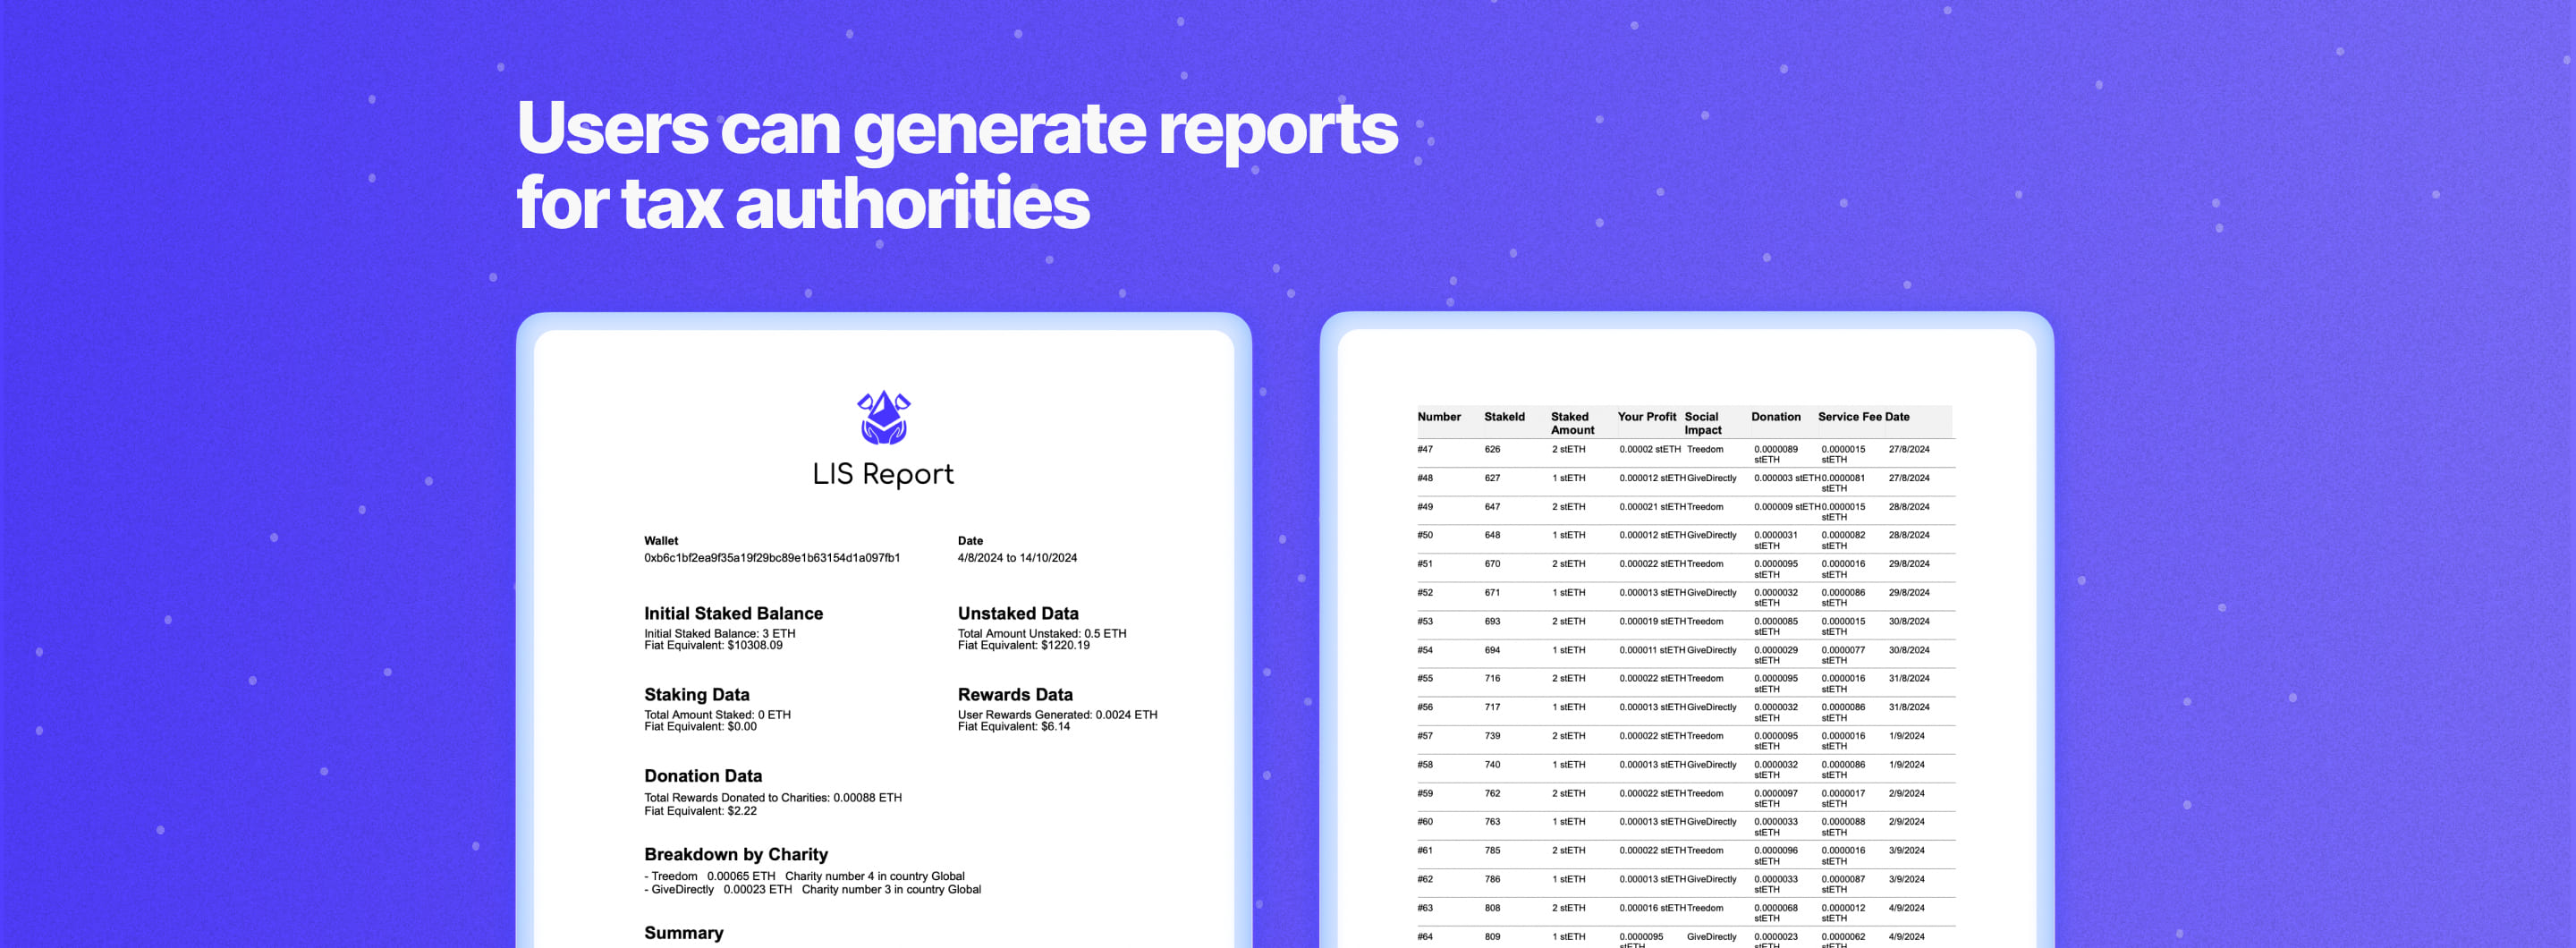 Users can generate reports
for tax authorities
LIS Report
Wallet
0xb6c1bf2ea9f35a19f29bc89e1b63154d1a097fb1
Date
4/8/2024 to 14/10/2024
Initial Staked Balance
Initial Staked Balance: 3 ETH
Fiat Equivalent: $10308.09
Unstaked Data
Total Amount Unstaked: 0.5 ETH
Fiat Equivalent: $1220.19
Staking Data
Total Amount Staked: 0 ETH
Fiat Equivalent: $0.00
Rewards Data
User Rewards Generated: 0.0024 ETH
Fiat Equivalent: $6.14
Donation Data
Total Rewards Donated to Charities: 0.00088 ETH
Fiat Equivalent: $2.22
Breakdown by Charity
- Treedom 0.00065 ETH Charity number 4 in country Global
- GiveDirectly 0.00023 ETH Charity number 3 in country Global
Summary
Number StakeId Staked Amount Your Profit Social Impact Donation Service Fee Date
#47 626 2 stETH 0.00002 stETH Treedom 0.0000089 stETH 0.0000015 stETH 27/8/2024
#48 627 1 stETH 0.000012 stETH GiveDirectly 0.000003 stETH 0.0000081 stETH 27/8/2024
#49 647 2 stETH 0.000021 stETH Treedom 0.000009 stETH 0.0000015 stETH 28/8/2024
#50 648 1 stETH 0.000012 stETH GiveDirectly 0.0000031 stETH 0.0000082 stETH 28/8/2024
#51 670 2 stETH 0.000022 stETH Treedom 0.0000095 stETH 0.0000016 stETH 29/8/2024
#52 671 1 stETH 0.000013 stETH GiveDirectly 0.0000032 stETH 0.0000086 stETH 29/8/2024
#53 693 2 stETH 0.000019 stETH Treedom 0.0000085 stETH 0.0000015 stETH 30/8/2024
#54 694 1 stETH 0.000011 stETH GiveDirectly 0.0000029 stETH 0.0000077 stETH 30/8/2024
#55 716 2 stETH 0.000022 stETH Treedom 0.0000095 stETH 0.0000016 stETH 31/8/2024
#56 717 1 stETH 0.000013 stETH GiveDirectly 0.0000032 stETH 0.0000086 stETH 31/8/2024
#57 739 2 stETH 0.000022 stETH Treedom 0.0000095 stETH 0.0000016 stETH 1/9/2024
#58 740 1 stETH 0.000013 stETH GiveDirectly 0.0000032 stETH 0.0000086 stETH 1/9/2024
#59 762 2 stETH 0.000022 stETH Treedom 0.0000097 stETH 0.0000017 stETH 2/9/2024
#60 763 1 stETH 0.000013 stETH GiveDirectly 0.0000033 stETH 0.0000088 stETH 2/9/2024
#61 785 2 stETH 0.000022 stETH Treedom 0.0000096 stETH 0.0000016 stETH 3/9/2024
#62 786 1 stETH 0.000013 stETH GiveDirectly 0.0000033 stETH 0.0000087 stETH 3/9/2024
#63 808 2 stETH 0.000016 stETH Treedom 0.0000068 stETH 0.0000012 stETH 4/9/2024
#64 809 1 stETH 0.0000095 stETH GiveDirectly 0.0000023 stETH 0.0000062 stETH 4/9/2024